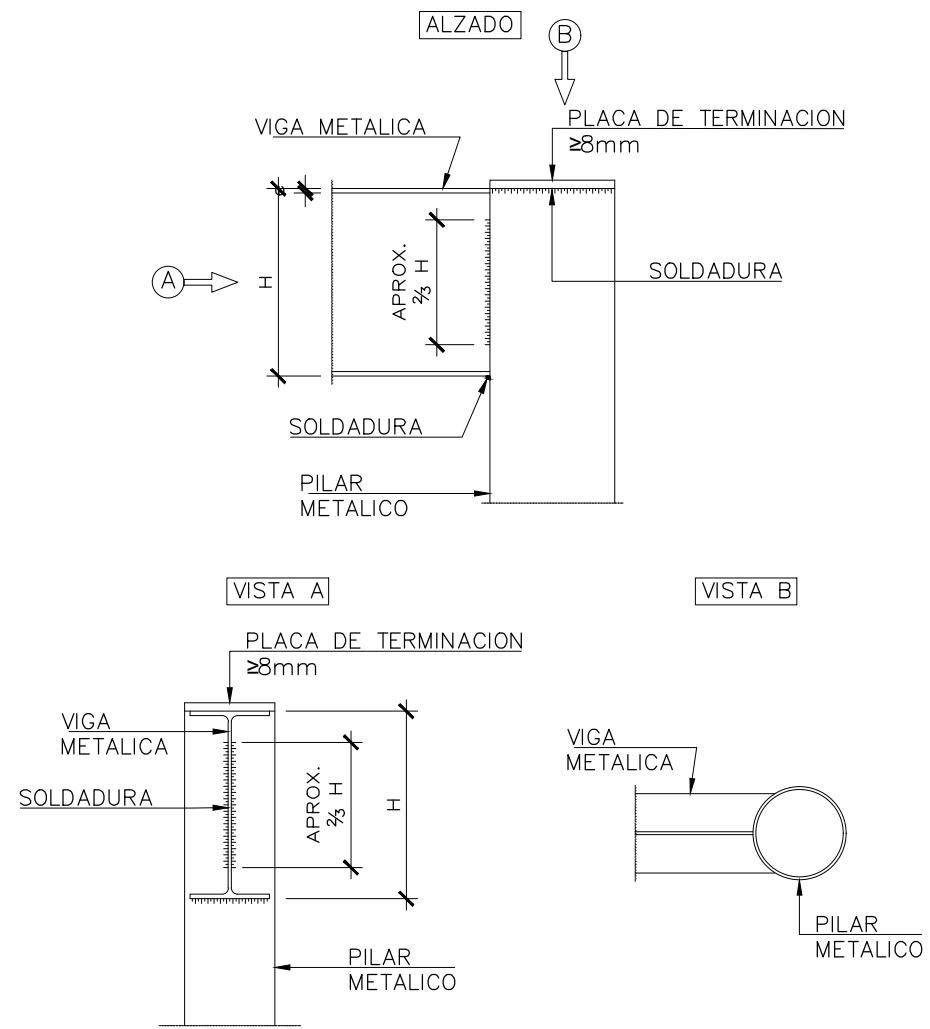 ALZADO
B
VIGA METALICA
PLACA DE TERMINACION
≥8mm
A
H
APROX.
⅔ H
SOLDADURA
SOLDADURA
PILAR
METALICO
VISTA A
PLACA DE TERMINACION
≥8mm
VIGA
METALICA
SOLDADURA
APROX.
⅔ H
H
PILAR
METALICO
VISTA B
VIGA
METALICA
PILAR
METALICO